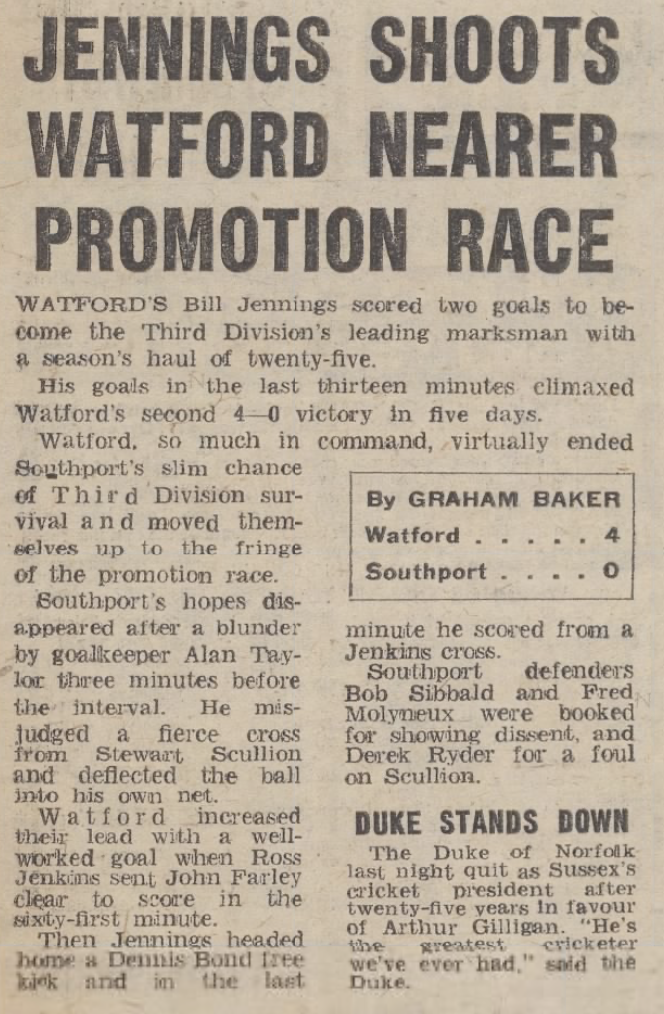 JENNINGS SHOOTS
WATFORD NEARER
PROMOTION RACE
WATFORD'S Bill Jennings scored two goals to be-
come the Third Division's leading marksman with
a season's haul of twenty-five.
His goals in the last thirteen minutes climaxed
Watford's second 4—0 victory in five days.
Watford, so much in command, virtually ended
Southport's slim chance
of Third Division sur-
vival and moved them-
selves up to the fringe
of the promotion race.
Southport's hopes dis-
appeared after a blunder
by goalkeeper Alan Tay-
lor three minutes before
the interval. He mis-
judged a fierce cross
from Stewart Scullion
and deflected the ball
into his own net.
Watford increased
their lead with a well-
worked goal when Ross
Jenkins sent John Farley
clear to score in the
sixty-first minute.
Then Jennings headed
home a Dennis Bond free
kick and in the last
By GRAHAM BAKER
Watford . . . . . 4
Southport . . . . 0
minute he scored from a
Jenkins cross.
Southport defenders
Bob Sibbald and Fred
Molyneux were booked
for showing dissent, and
Derek Ryder for a foul
on Scullion.
DUKE STANDS DOWN
The Duke of Norfolk
last night quit as Sussex's
cricket president after
twenty-five years in favour
of Arthur Gilligan. "He's
the greatest cricketer
we've ever had," said the
Duke.